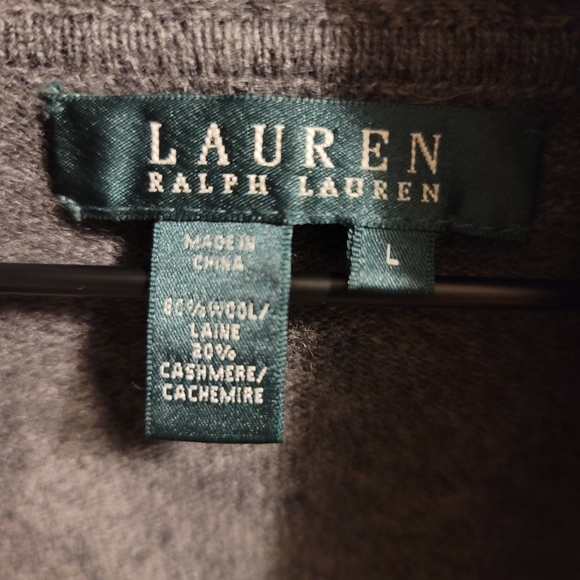 LAUREN
RALPH LAUREN
MADE IN
CHINA
L
80% WOOL/
LAINE
20%
CASHMERE/
CACHEMIRE